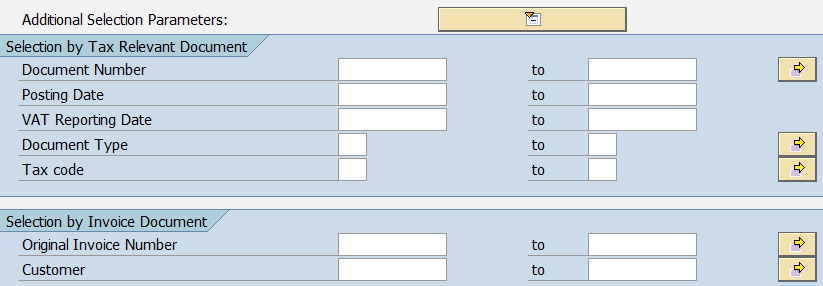 Additional Selection Parameters:
Selection by Tax Relevant Document
Document Number to
Posting Date to
VAT Reporting Date to
Document Type to
Tax code to
Selection by Invoice Document
Original Invoice Number to
Customer to